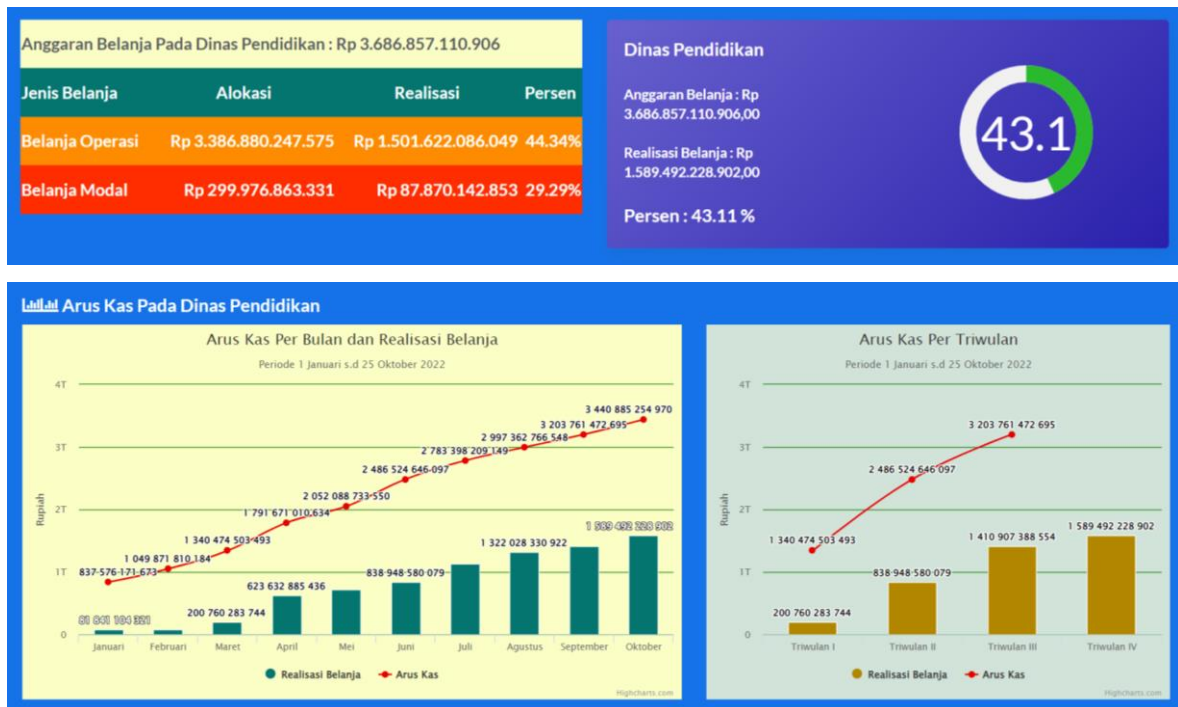 Anggaran Belanja Pada Dinas Pendidikan : Rp 3.686.857.110.906
Jenis Belanja Alokasi Realisasi Persen
Belanja Operasi Rp 3.386.880.247.575 Rp 1.501.622.086.049 44.34%
Belanja Modal Rp 299.976.863.331 Rp 87.870.142.853 29.29%
Dinas Pendidikan
Anggaran Belanja : Rp
3.686.857.110.906,00
Realisasi Belanja : Rp
1.589.492.228.902,00
Persen : 43.11 %
43.1
Arus Kas Pada Dinas Pendidikan
Arus Kas Per Bulan dan Realisasi Belanja
Periode 1 Januari s.d 25 Oktober 2022
Rupiah
4T
3T
2T
1T
0
3 440 885 254 970
3 203 761 472 695
2 997 362 766 548
2 783 398 209 149
2 486 524 646 097
2 052 088 733 550
1 791 671 010 634
1 340 474 503 493
1 049 871 810 184
837 576 171 673
1 589 492 228 902
1 322 028 330 922
838 948 580 079
623 632 885 436
200 760 283 744
Januari Februari Maret April Mei Juni Juli Agustus September Oktober
Realisasi Belanja Arus Kas
Highcharts.com
Arus Kas Per Triwulan
Periode 1 Januari s.d 25 Oktober 2022
Rupiah
4T
3T
2T
1T
0
3 203 761 472 695
2 486 524 646 097
1 340 474 503 493
1 589 492 228 902
1 410 907 388 554
838 948 580 079
200 760 283 744
Triwulan I Triwulan II Triwulan III Triwulan IV
Realisasi Belanja Arus Kas
Highcharts.com